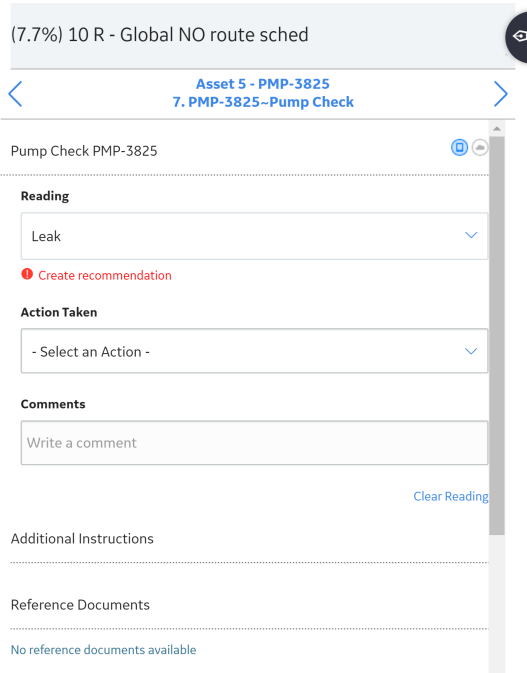 (7.7%) 10 R - Global NO route sched
Asset 5 - PMP-3825
7. PMP-3825~Pump Check
Pump Check PMP-3825
Reading
Leak
Create recommendation
Action Taken
- Select an Action -
Comments
Write a comment
Clear Reading
Additional Instructions
Reference Documents
No reference documents available